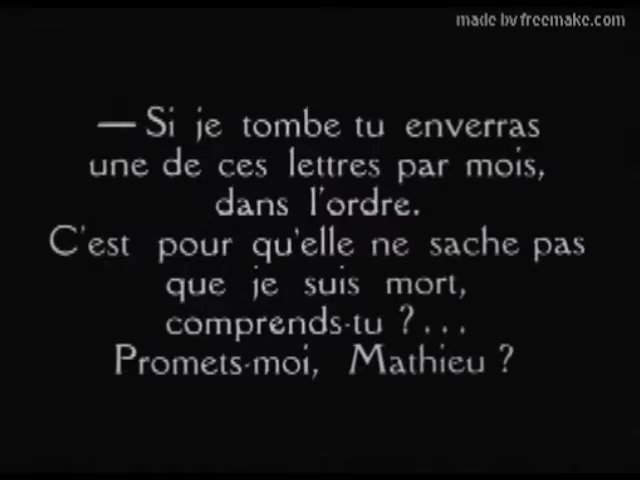 made by freemake.com
— Si je tombe tu enverras
une de ces lettres par mois,
dans l'ordre.
C'est pour qu'elle ne sache pas
que je suis mort,
comprends-tu ?...
Promets-moi, Mathieu ?